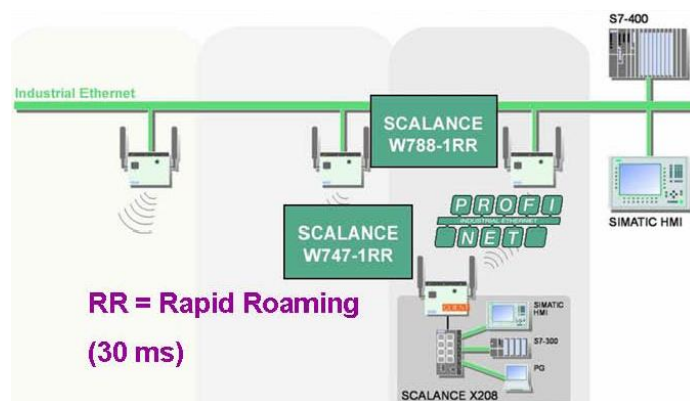 S7-400
Industrial Ethernet
SCALANCE
W788-1RR
SIMATIC HMI
PROFI
INDUSTRIAL ETHERNET
NET
SCALANCE
W747-1RR
RR = Rapid Roaming
(30 ms)
SIMATIC
HMI
S7-300
PG
SCALANCE X208